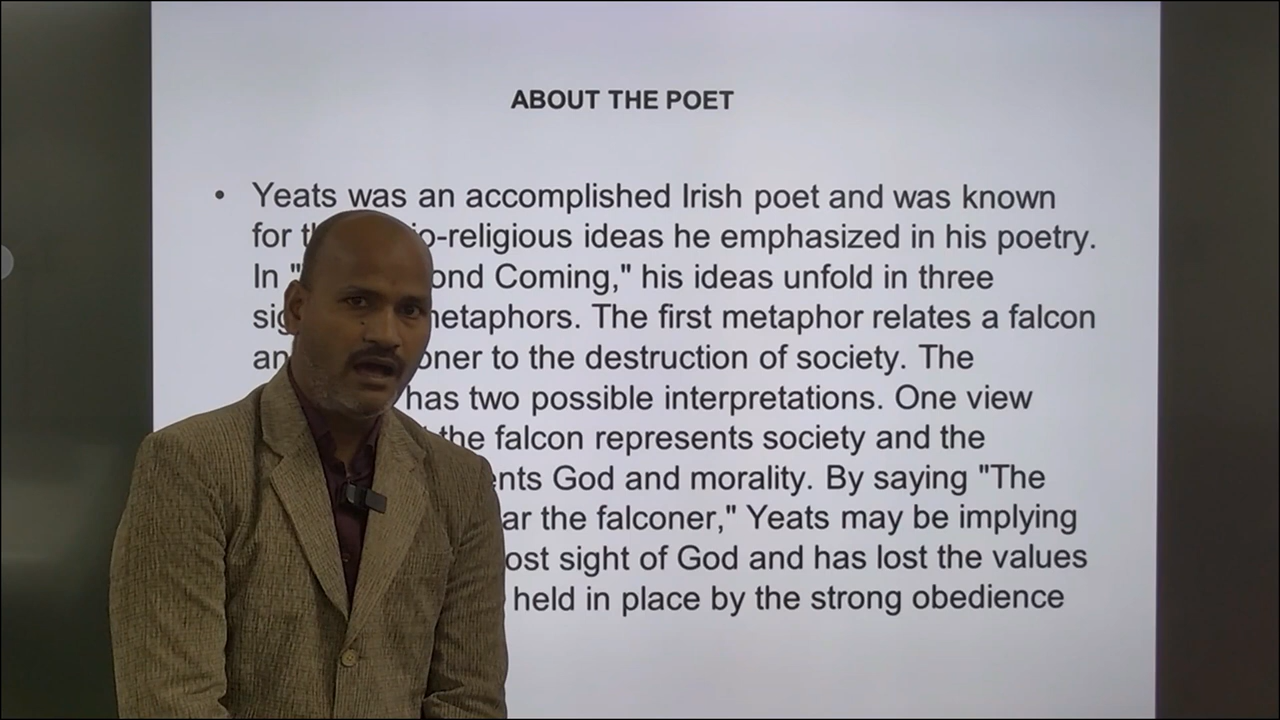 ABOUT THE POET
• Yeats was an accomplished Irish poet and was known
for io-religious ideas he emphasized in his poetry.
In " ond Coming," his ideas unfold in three
metaphors. The first metaphor relates a falcon
oner to the destruction of society. The
has two possible interpretations. One view
the falcon represents society and the
ents God and morality. By saying "The
ar the falconer," Yeats may be implying
ost sight of God and has lost the values
held in place by the strong obedience